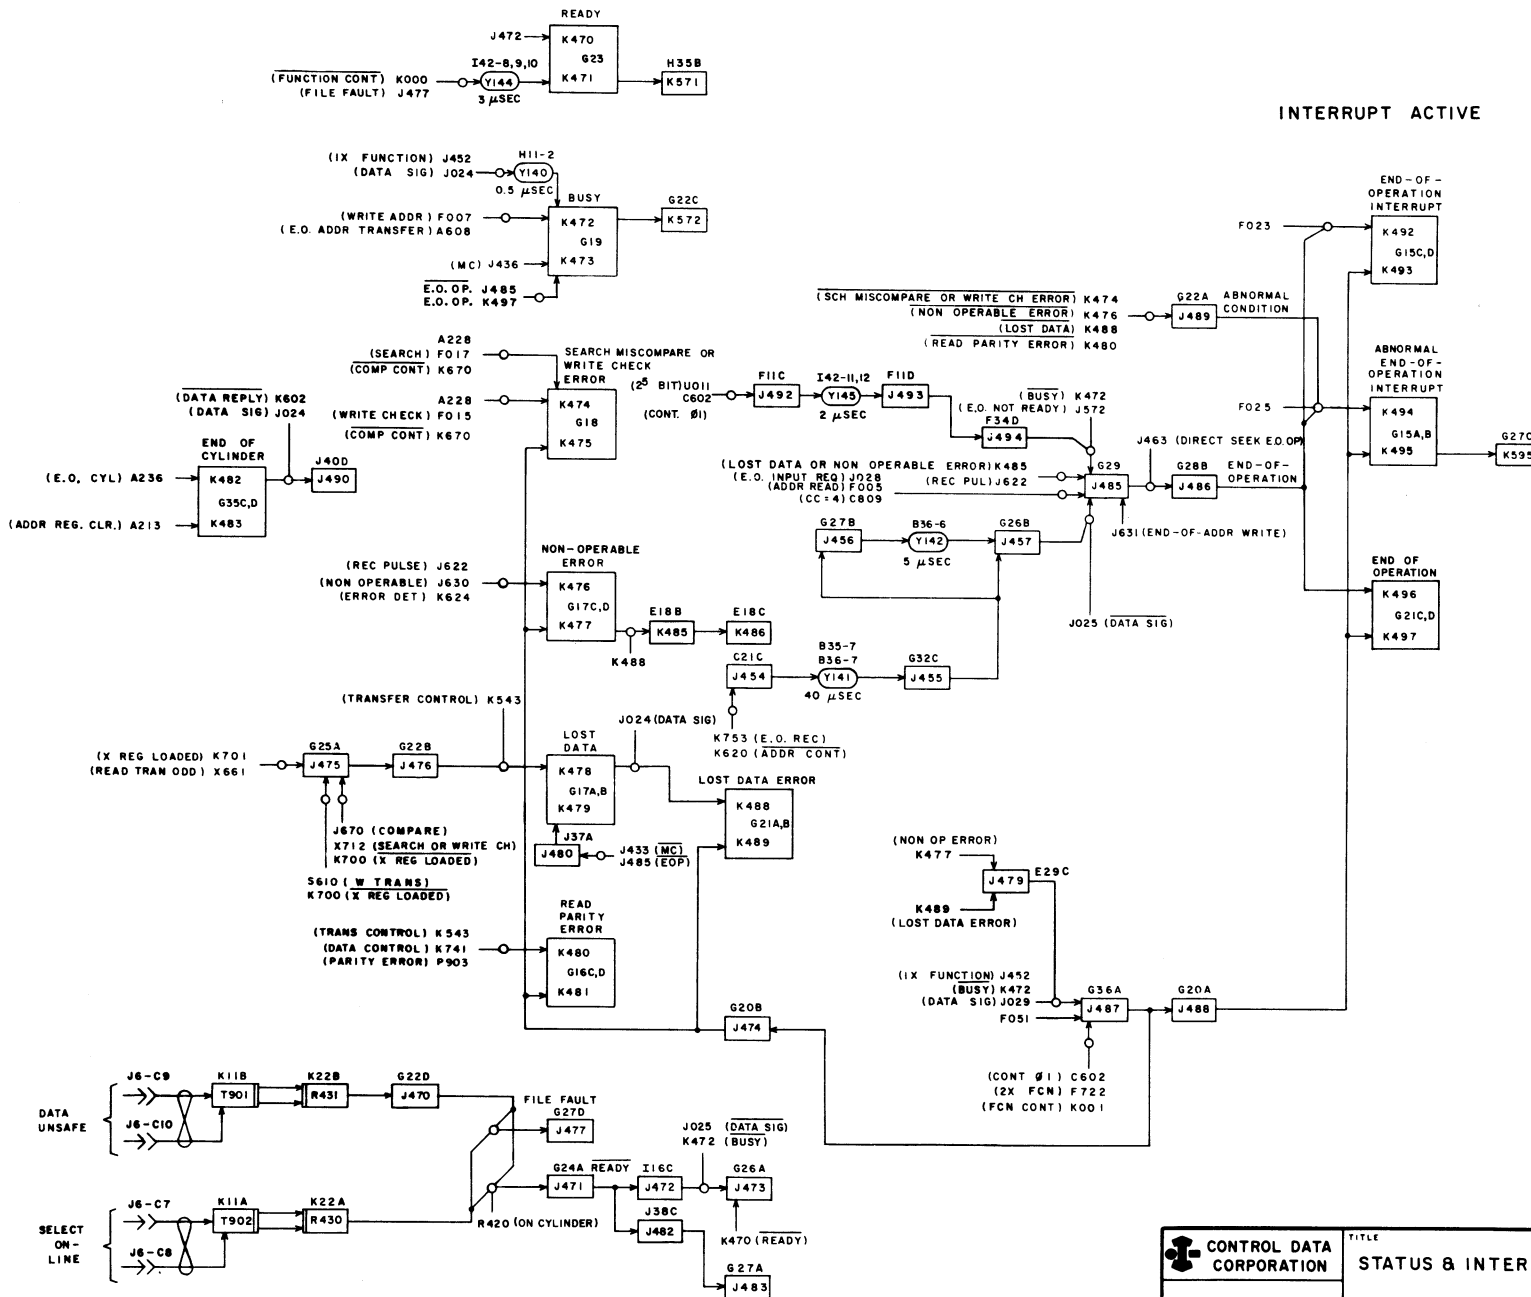 READY
J472
K470
G23
K471
I42-8,9,10
(FUNCTION CONT) K000
(FILE FAULT) J477
Y144
3 µSEC
H35B
K571
INTERRUPT ACTIVE
(1X FUNCTION) J452
(DATA SIG) J024
H11-2
Y140
0.5 µSEC
BUSY
G22C
K572
(WRITE ADDR) F007
(E.O. ADDR TRANSFER) A608
K472
G19
K473
(MC) J436
E.O.OP. J485
E.O.OP. K497
END-OF-
OPERATION
INTERRUPT
F023
K492
G15C,D
K493
(SCH MISCOMPARE OR WRITE CH ERROR) K474
(NON OPERABLE ERROR) K476
(LOST DATA) K488
(READ PARITY ERROR) K480
G22A
J489
ABNORMAL
CONDITION
A228
(SEARCH) F017
(COMP CONT) K670
SEARCH MISCOMPARE OR
WRITE CHECK
ERROR
A228
(WRITE CHECK) F015
(COMP CONT) K670
K474
G18
K475
(2⁵ BIT) U011
C602
(CONT. Ø1)
F11C
J492
I42-11,12
Y145
2 µSEC
F11D
J493
F34D
J494
(BUSY) K472
(E.O. NOT READY) J572
ABNORMAL
END-OF-
OPERATION
INTERRUPT
F025
K494
G15A,B
K495
G27C
K595
(DATA REPLY) K602
(DATA SIG) J024
END OF
CYLINDER
(E.O. CYL) A236
K482
G35C,D
K483
(ADDR REG. CLR.) A213
J40D
J490
(LOST DATA OR NON OPERABLE ERROR) K485
(E.O. INPUT REQ) J028
(ADDR READ) F005
(CC=4) C809
(REC PUL) J622
G29
J485
J463 (DIRECT SEEK E.O.OP)
G28B
J486
END-OF-
OPERATION
J631 (END-OF-ADDR WRITE)
G27B
J456
B36-6
Y142
5 µSEC
G26B
J457
J025 (DATA SIG)
END OF
OPERATION
K496
G21C,D
K497
NON-OPERABLE
ERROR
(REC PULSE) J622
(NON OPERABLE) J630
(ERROR DET) K624
K476
G17C,D
K477
E18B
K485
E18C
K486
K488
C21C
J454
B35-7
B36-7
Y141
40 µSEC
G32C
J455
K753 (E.O. REC)
K620 (ADDR CONT)
(TRANSFER CONTROL) K543
(X REG LOADED) K701
(READ TRAN ODD) X661
G25A
J475
G22B
J476
LOST
DATA
K478
G17A,B
K479
J024 (DATA SIG)
LOST DATA ERROR
K488
G21A,B
K489
J37A
J480
J433 (MC)
J485 (EOP)
J670 (COMPARE)
X712 (SEARCH OR WRITE CH)
K700 (X REG LOADED)
S610 (W TRANS)
K700 (X REG LOADED)
READ
PARITY
ERROR
(TRANS CONTROL) K543
(DATA CONTROL) K741
(PARITY ERROR) P903
K480
G16C,D
K481
(NON OP ERROR)
K477
J479
E29C
K489
(LOST DATA ERROR)
(1X FUNCTION) J452
(BUSY) K472
(DATA SIG) J029
F051
G36A
J487
G20A
J488
(CONT Ø1) C602
(2X FCN) F722
(FCN CONT) K001
G20B
J474
J6-C9
J6-C10
DATA
UNSAFE
K11B
T901
K22B
R431
G22D
J470
FILE FAULT
G27D
J477
J025 (DATA SIG)
K472 (BUSY)
G24A
J471
READY
I16C
J472
G26A
J473
R420 (ON CYLINDER)
J38C
J482
K470 (READY)
G27A
J483
J6-C7
J6-C8
SELECT
ON-
LINE
K11A
T902
K22A
R430
CONTROL DATA
CORPORATION
TITLE
STATUS & INTER